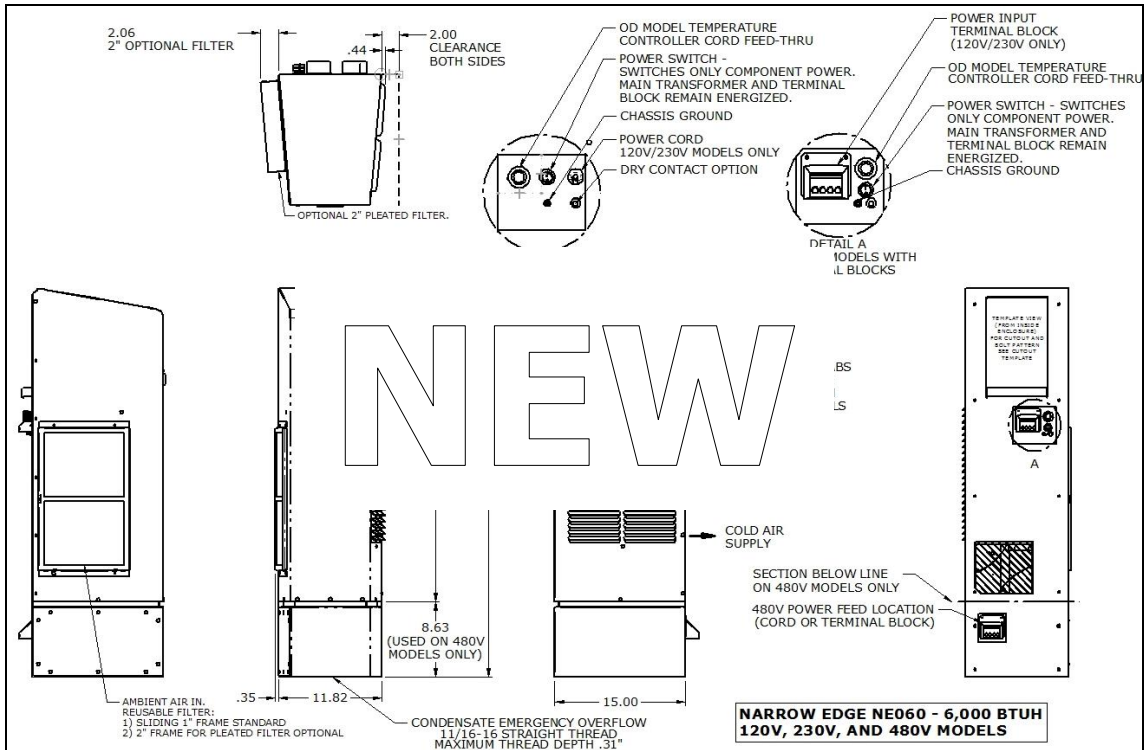 2.06
2" OPTIONAL FILTER
.44
2.00
CLEARANCE
BOTH SIDES
OPTIONAL 2" PLEATED FILTER.
OD MODEL TEMPERATURE
CONTROLLER CORD FEED-THRU
POWER SWITCH -
SWITCHES ONLY COMPONENT POWER.
MAIN TRANSFORMER AND TERMINAL
BLOCK REMAIN ENERGIZED.
CHASSIS GROUND
POWER CORD
120V/230V MODELS ONLY
DRY CONTACT OPTION
POWER INPUT
TERMINAL BLOCK
(120V/230V ONLY)
OD MODEL TEMPERATURE
CONTROLLER CORD FEED-THRU
POWER SWITCH - SWITCHES
ONLY COMPONENT POWER.
MAIN TRANSFORMER AND
TERMINAL BLOCK REMAIN
ENERGIZED.
CHASSIS GROUND
DETAIL A
MODELS WITH
BLOCKS
NEW
TEMPLATE VIEW
(FROM INSIDE
ENCLOSURE)
FOR CUTOUT AND
BOLT PATTERN
SEE CUTOUT
TEMPLATE
A
COLD AIR
SUPPLY
SECTION BELOW LINE
ON 480V MODELS ONLY
480V POWER FEED LOCATION
(CORD OR TERMINAL BLOCK)
8.63
(USED ON 480V
MODELS ONLY)
AMBIENT AIR IN.
REUSABLE FILTER:
1) SLIDING 1" FRAME STANDARD
2) 2" FRAME FOR PLEATED FILTER OPTIONAL
.35
11.82
15.00
CONDENSATE EMERGENCY OVERFLOW
11/16-16 STRAIGHT THREAD
MAXIMUM THREAD DEPTH .31"
NARROW EDGE NE060 - 6,000 BTUH
120V, 230V, AND 480V MODELS